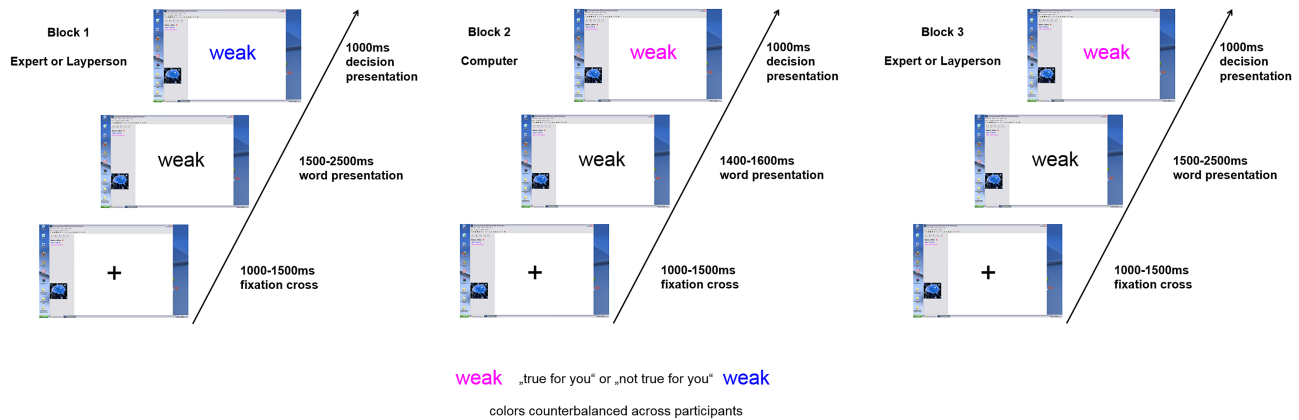 Block 1
Expert or Layperson
weak
1000ms
decision
presentation
weak
1500-2500ms
word presentation
+
1000-1500ms
fixation cross
Block 2
Computer
weak
1000ms
decision
presentation
weak
1400-1600ms
word presentation
+
1000-1500ms
fixation cross
Block 3
Expert or Layperson
weak
1000ms
decision
presentation
weak
1500-2500ms
word presentation
+
1000-1500ms
fixation cross
weak „true for you“ or „not true for you“ weak
colors counterbalanced across participants